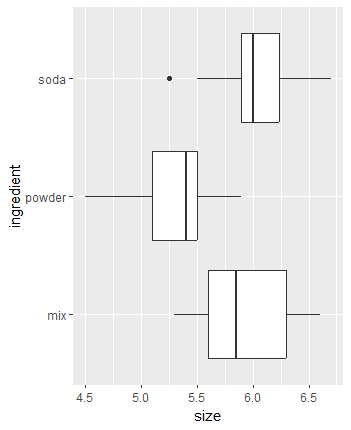 soda
powder
mix
ingredient
4.5 5.0 5.5 6.0 6.5
size